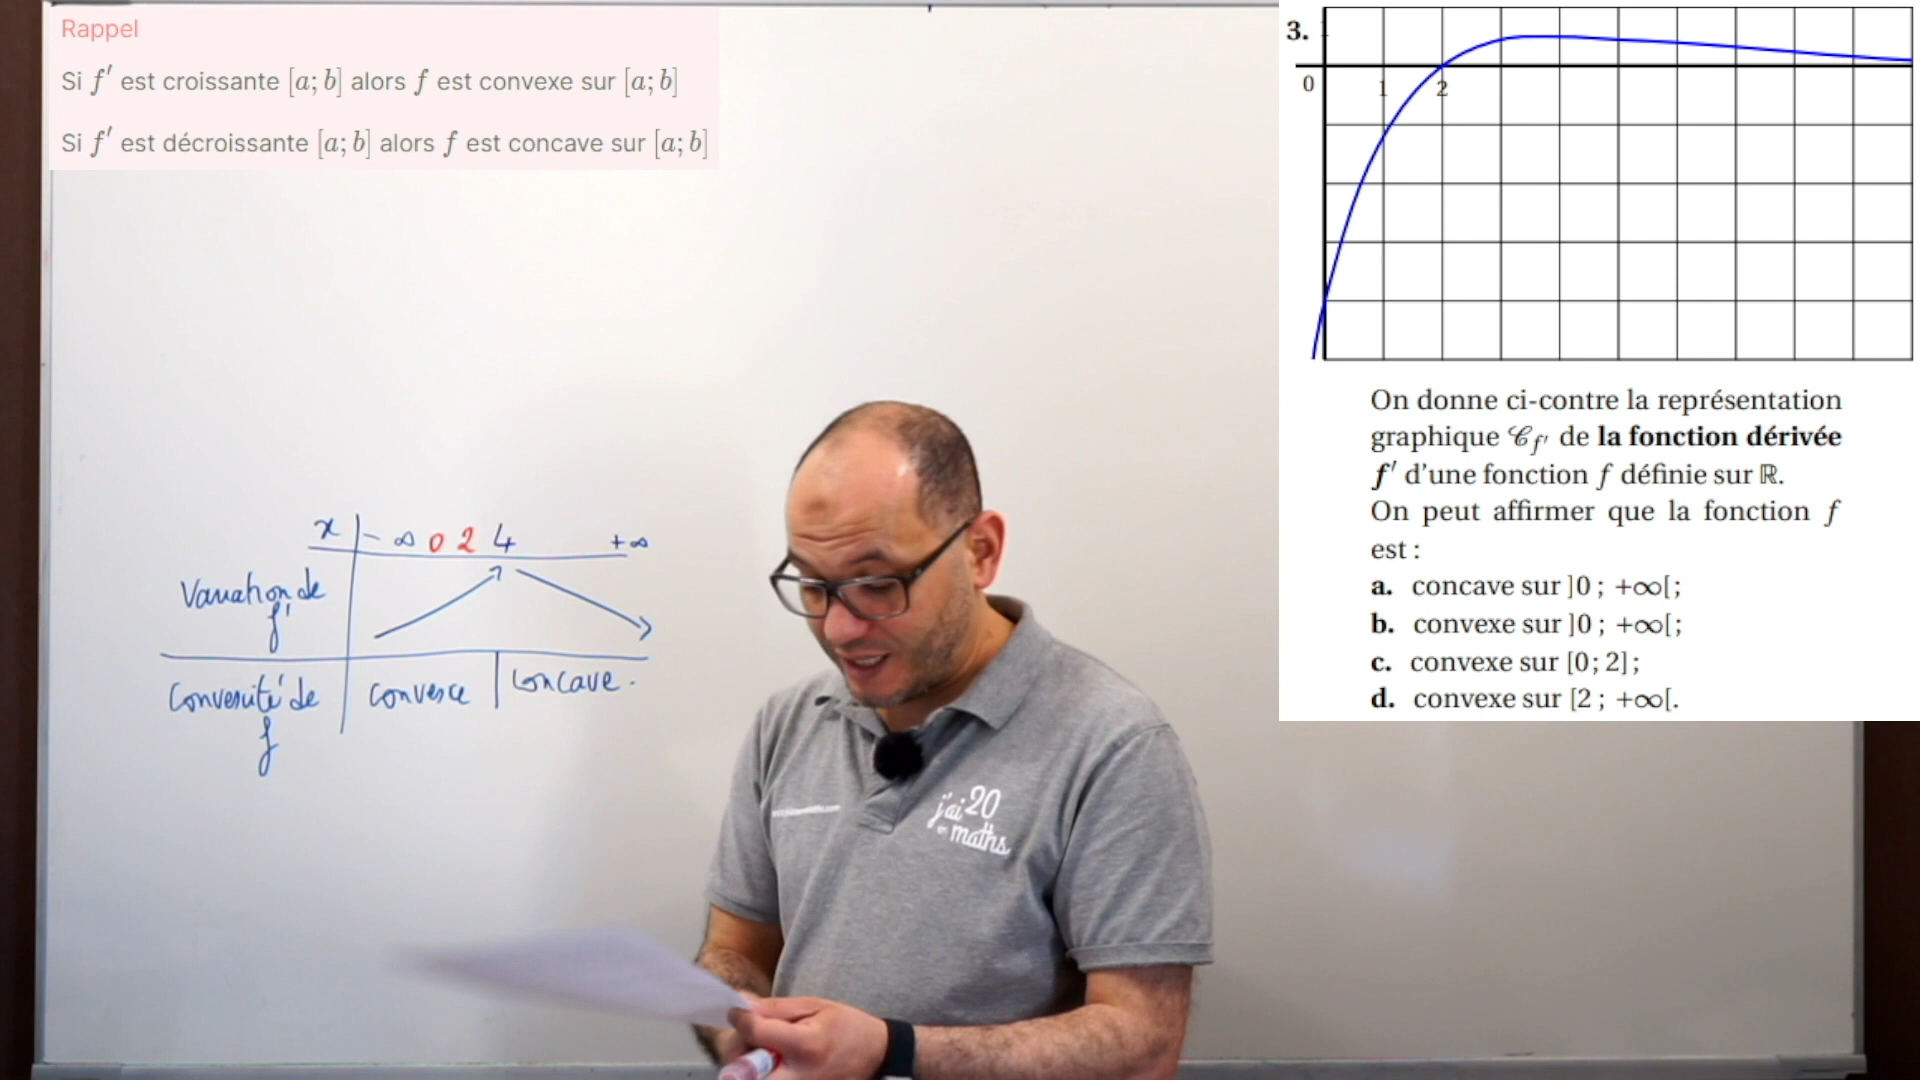 Rappel
Si f′ est croissante [a; b] alors f est convexe sur [a; b]
Si f′ est décroissante [a; b] alors f est concave sur [a; b]
3.
0 1 2
On donne ci-contre la représentation
graphique 𝒞f′ de la fonction dérivée
f′ d'une fonction f définie sur ℝ.
On peut affirmer que la fonction f
est :
a. concave sur ]0 ; +∞[;
b. convexe sur ]0 ; +∞[;
c. convexe sur [0; 2];
d. convexe sur [2 ; +∞[.
x -∞ 0 2 4 +∞
Variation de
f'
Convexité de
f
convexe concave.
j'ai 20
en maths